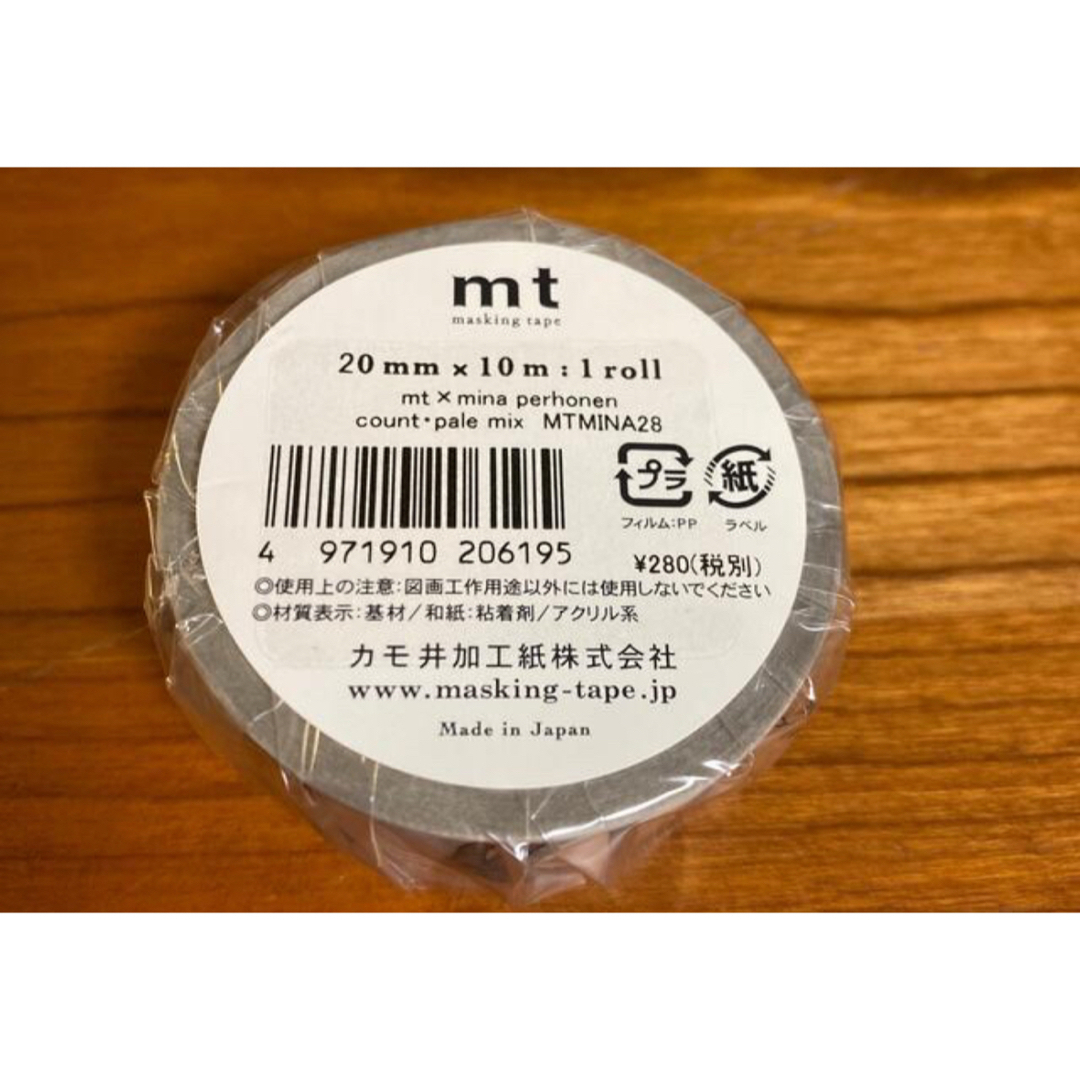 mt
masking tape
20mm × 10m : 1 roll
mt×mina perhonen
count・pale mix MTMINA28
プラ 紙
フィルム:PP ラベル
4 971910 206195
¥280(税別)
◎使用上の注意:図画工作用途以外には使用しないでください
◎材質表示:基材/和紙:粘着剤/アクリル系
カモ井加工紙株式会社
www.masking-tape.jp
Made in Japan